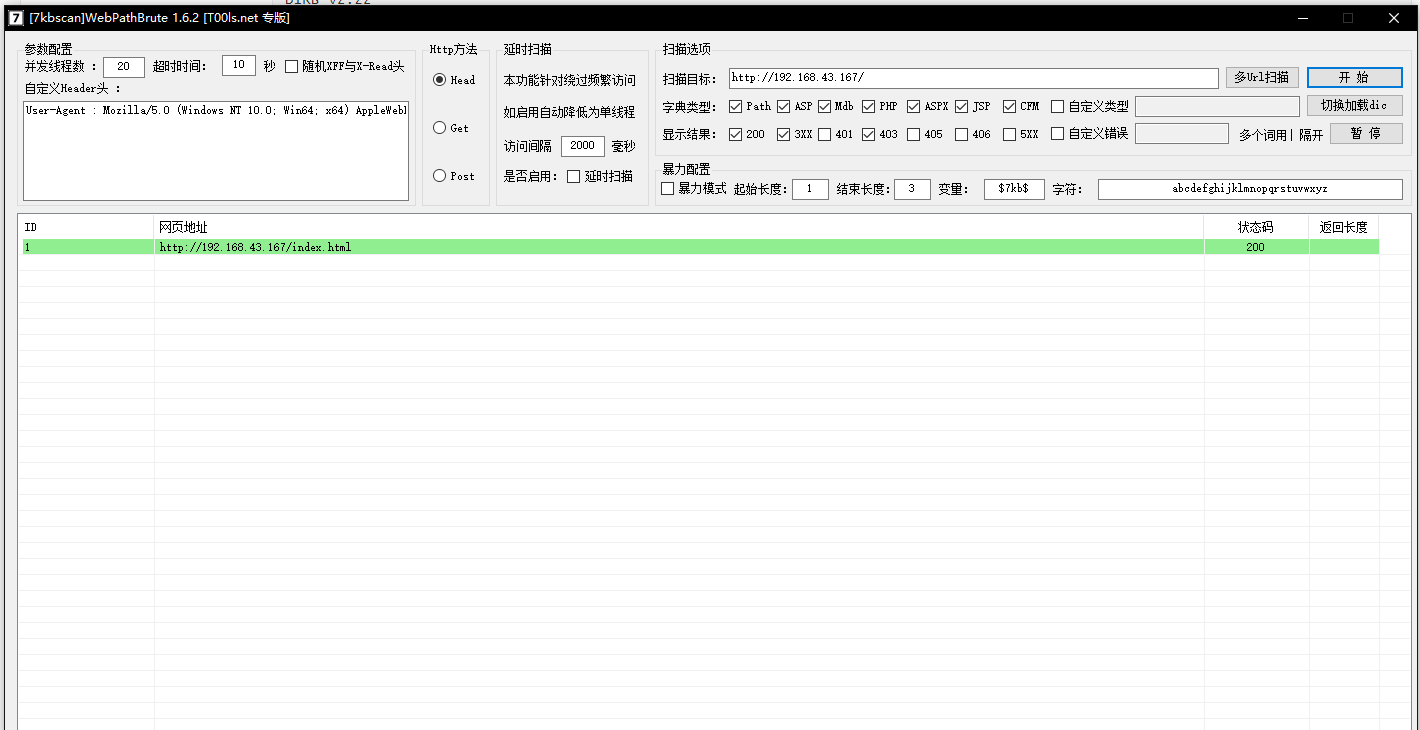 DIRB v2.22
7 [7kbscan]WebPathBrute 1.6.2 [T00ls.net 专版]
参数配置
并发线程数 : 20 超时时间: 10 秒 随机XFF与X-Read头
自定义Header头 :
User-Agent : Mozilla/5.0 (Windows NT 10.0; Win64; x64) AppleWebl
Http方法
Head
Get
Post
延时扫描
本功能针对绕过频繁访问
如启用自动降低为单线程
访问间隔 2000 毫秒
是否启用: 延时扫描
扫描选项
扫描目标: http://192.168.43.167/ 多Url扫描 开 始
字典类型: Path ASP Mdb PHP ASPX JSP CFM 自定义类型 切换加载dic
显示结果: 200 3XX 401 403 405 406 5XX 自定义错误 多个词用| 隔开 暂 停
暴力配置
暴力模式 起始长度: 1 结束长度: 3 变量: $7kb$ 字符: abcdefghijklmnopqrstuvwxyz
ID 网页地址 状态码 返回长度
1 http://192.168.43.167/index.html 200